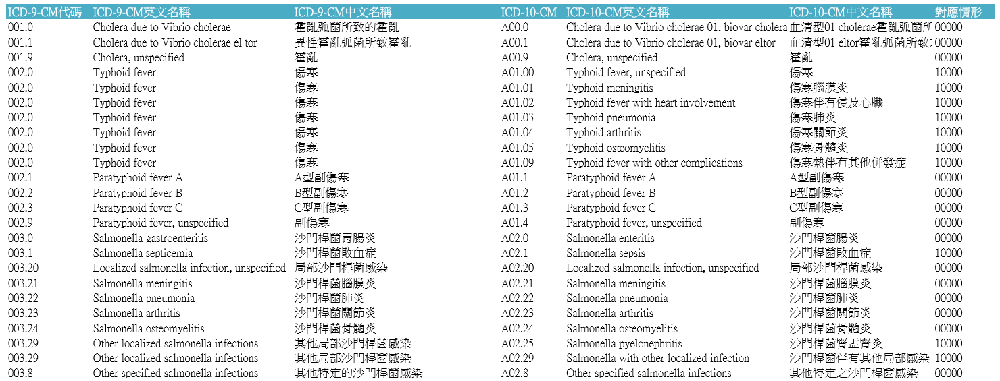 ICD-9-CM代碼 ICD-9-CM英文名稱 ICD-9-CM中文名稱 ICD-10-CM ICD-10-CM英文名稱 ICD-10-CM中文名稱 對應情形
001.0 Cholera due to Vibrio cholerae 霍亂弧菌所致的霍亂 A00.0 Cholera due to Vibrio cholerae 01, biovar cholera 血清型01 cholerae霍亂弧菌所 00000
001.1 Cholera due to Vibrio cholerae el tor 異性霍亂弧菌所致霍亂 A00.1 Cholera due to Vibrio cholerae 01, biovar eltor 血清型01 eltor霍亂弧菌所致 00000
001.9 Cholera, unspecified 霍亂 A00.9 Cholera, unspecified 霍亂 00000
002.0 Typhoid fever 傷寒 A01.00 Typhoid fever, unspecified 傷寒 10000
002.0 Typhoid fever 傷寒 A01.01 Typhoid meningitis 傷寒腦膜炎 10000
002.0 Typhoid fever 傷寒 A01.02 Typhoid fever with heart involvement 傷寒伴有侵及心臟 10000
002.0 Typhoid fever 傷寒 A01.03 Typhoid pneumonia 傷寒肺炎 10000
002.0 Typhoid fever 傷寒 A01.04 Typhoid arthritis 傷寒關節炎 10000
002.0 Typhoid fever 傷寒 A01.05 Typhoid osteomyelitis 傷寒骨髓炎 10000
002.0 Typhoid fever 傷寒 A01.09 Typhoid fever with other complications 傷寒熱伴有其他併發症 10000
002.1 Paratyphoid fever A A型副傷寒 A01.1 Paratyphoid fever A A型副傷寒 00000
002.2 Paratyphoid fever B B型副傷寒 A01.2 Paratyphoid fever B B型副傷寒 00000
002.3 Paratyphoid fever C C型副傷寒 A01.3 Paratyphoid fever C C型副傷寒 00000
002.9 Paratyphoid fever, unspecified 副傷寒 A01.4 Paratyphoid fever, unspecified 副傷寒 00000
003.0 Salmonella gastroenteritis 沙門桿菌胃腸炎 A02.0 Salmonella enteritis 沙門桿菌腸炎 00000
003.1 Salmonella septicemia 沙門桿菌敗血症 A02.1 Salmonella sepsis 沙門桿菌敗血症 10000
003.20 Localized salmonella infection, unspecified 局部沙門桿菌感染 A02.20 Localized salmonella infection, unspecified 局部沙門桿菌感染 00000
003.21 Salmonella meningitis 沙門桿菌腦膜炎 A02.21 Salmonella meningitis 沙門桿菌腦膜炎 00000
003.22 Salmonella pneumonia 沙門桿菌肺炎 A02.22 Salmonella pneumonia 沙門桿菌肺炎 00000
003.23 Salmonella arthritis 沙門桿菌關節炎 A02.23 Salmonella arthritis 沙門桿菌關節炎 00000
003.24 Salmonella osteomyelitis 沙門桿菌骨髓炎 A02.24 Salmonella osteomyelitis 沙門桿菌骨髓炎 00000
003.29 Other localized salmonella infections 其他局部沙門桿菌感染 A02.25 Salmonella pyelonephritis 沙門桿菌腎盂腎炎 10000
003.29 Other localized salmonella infections 其他局部沙門桿菌感染 A02.29 Salmonella with other localized infection 沙門桿菌伴有其他局部感染 10000
003.8 Other specified salmonella infections 其他特定的沙門桿菌感染 A02.8 Other specified salmonella infections 其他特定之沙門桿菌感染 00000